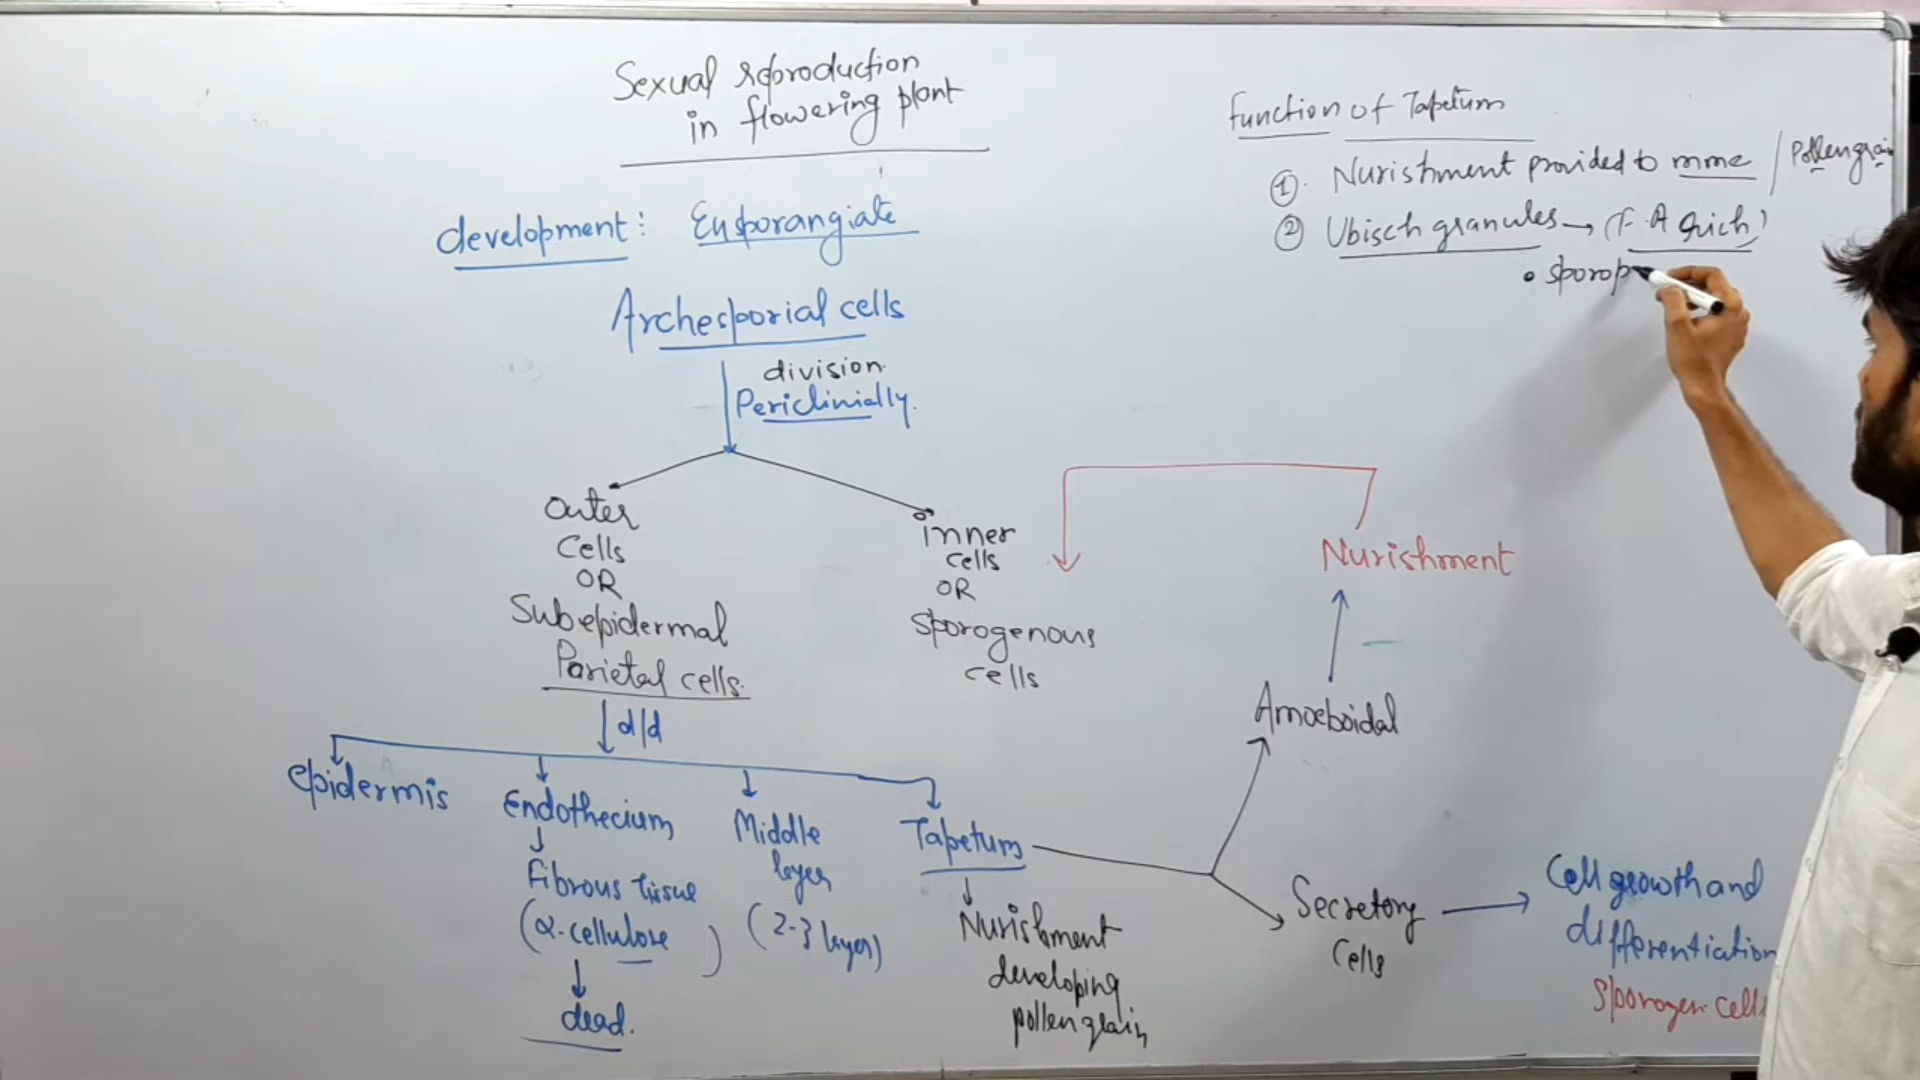 Sexual reproduction
in flowering plant
development: Eusporangiate
Archesporial cells
division
Periclinially.
Outer
cells
OR
Subepidermal
Parietal cells.
inner
cells
OR
Sporogenous
cells
d/d
epidermis
Endothecium
Fibrous tissue
(α-cellulose)
dead.
Middle
layer
(2-3 layer)
Tapetum
Nurishment
developing
pollen grain
Amoeboidal
Nurishment
Secretory
cells
Cell growth and
differentiation
Sporogen. cells
Function of Tapetum
① Nurishment provided to mmc / Pollengrain
② Ubisch granules → (F.A rich)
• sporop